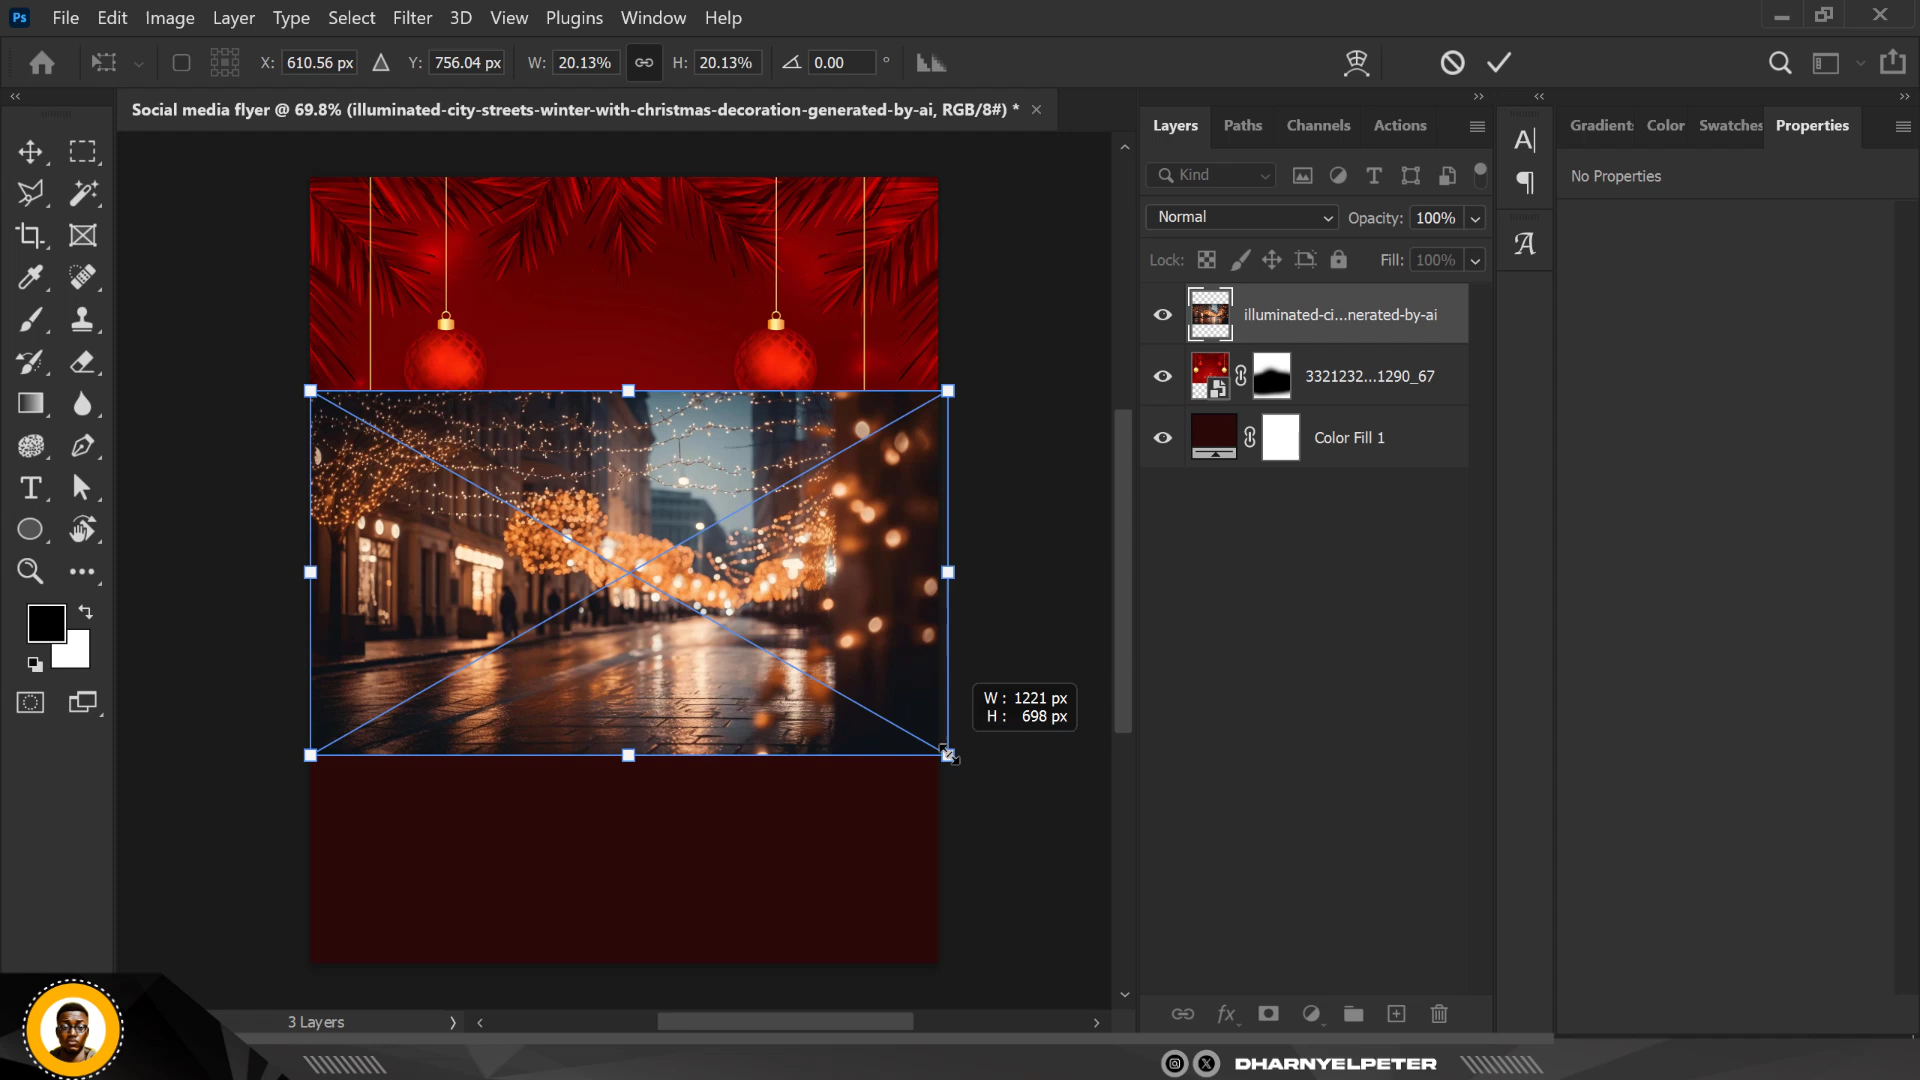 Ps File Edit Image Layer Type Select Filter 3D View Plugins Window Help
X: 610.56 px Y: 756.04 px W: 20.13% H: 20.13% 0.00 °
Social media flyer @ 69.8% (illuminated-city-streets-winter-with-christmas-decoration-generated-by-ai, RGB/8#) *
Layers Paths Channels Actions
Gradient Color Swatches Properties
Kind
No Properties
Normal Opacity: 100%
Lock: Fill: 100%
illuminated-ci...nerated-by-ai
3321232...1290_67
Color Fill 1
W : 1221 px
H : 698 px
3 Layers
DHARNYELPETER